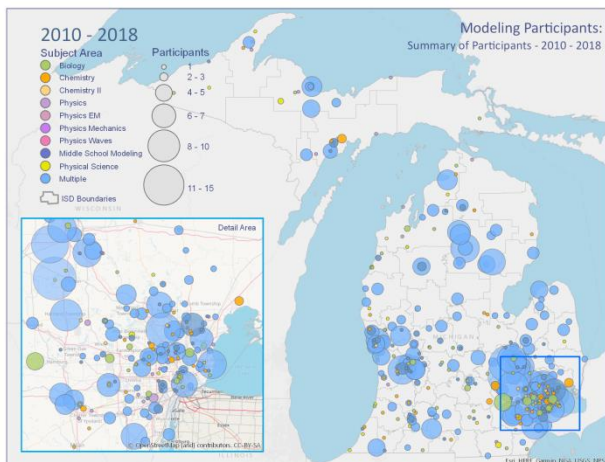 2010 - 2018
Modeling Participants:
Summary of Participants - 2010 - 2018
Subject Area
Biology
Chemistry
Chemistry II
Physics
Physics EM
Physics Mechanics
Physics Waves
Middle School Modeling
Physical Science
Multiple
ISD Boundaries
Participants
1
2 - 3
4 - 5
6 - 7
8 - 10
11 - 15
WISCONSIN
Detail Area
© OpenStreetMap (and) contributors, CC-BY-SA
ILLINOIS